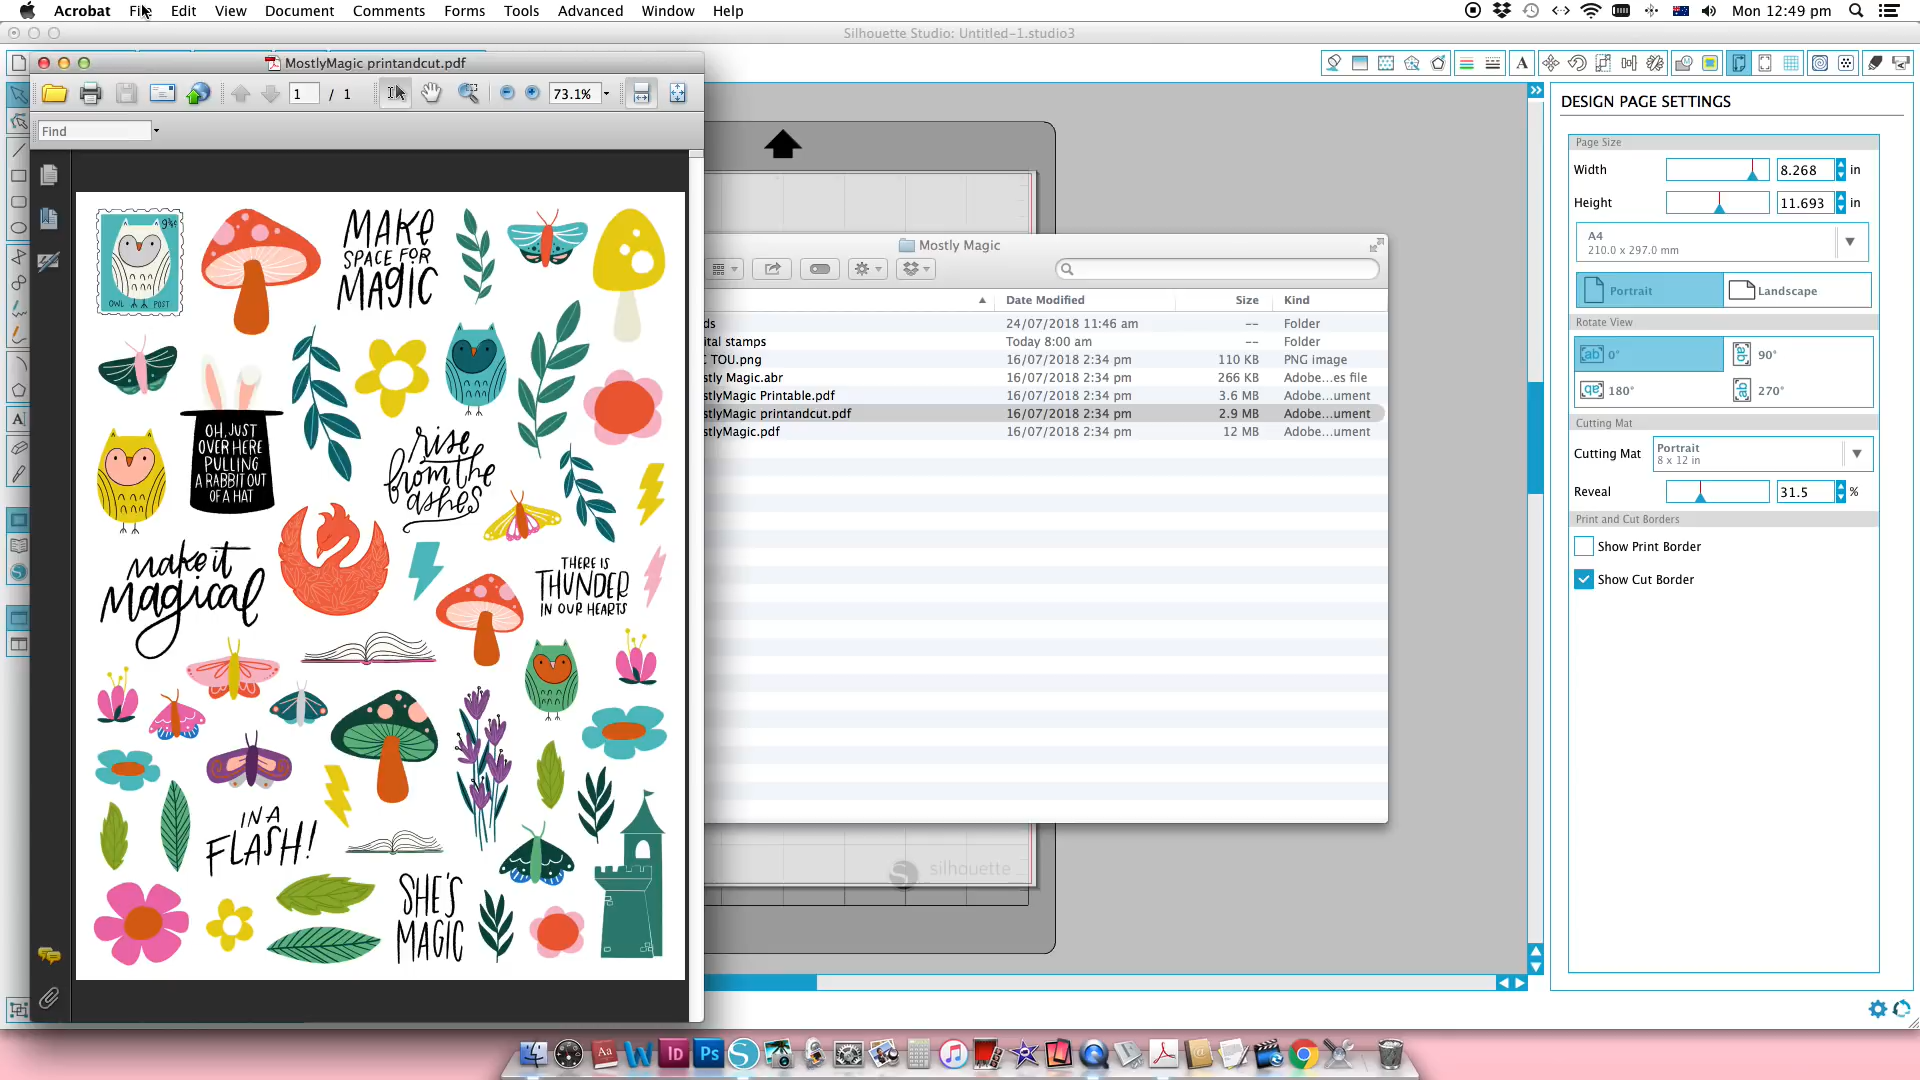 Acrobat File Edit View Document Comments Forms Tools Advanced Window Help
Mon 12:49 pm
Silhouette Studio: Untitled-1.studio3
MostlyMagic printandcut.pdf
1 / 1
73.1%
Find
9¾¢
OWL POST
MAKE
SPACE FOR
MAGIC
OH, JUST
OVER HERE
PULLING
A RABBIT OUT
OF A HAT
rise
from the
ashes
make it
magical
THERE IS
THUNDER
IN OUR HEARTS
IN A
FLASH!
SHE'S
MAGIC
Mostly Magic
Date Modified Size Kind
ds 24/07/2018 11:46 am -- Folder
ital stamps Today 8:00 am -- Folder
C TOU.png 16/07/2018 2:34 pm 110 KB PNG image
stly Magic.abr 16/07/2018 2:34 pm 266 KB Adobe...es file
stlyMagic Printable.pdf 16/07/2018 2:34 pm 3.6 MB Adobe...ument
stlyMagic printandcut.pdf 16/07/2018 2:34 pm 2.9 MB Adobe...ument
stlyMagic.pdf 16/07/2018 2:34 pm 12 MB Adobe...ument
silhouette
DESIGN PAGE SETTINGS
Page Size
Width 8.268 in
Height 11.693 in
A4
210.0 x 297.0 mm
Portrait Landscape
Rotate View
0° 90°
180° 270°
Cutting Mat
Cutting Mat Portrait
8 x 12 in
Reveal 31.5 %
Print and Cut Borders
Show Print Border
Show Cut Border
Aa W Id Ps